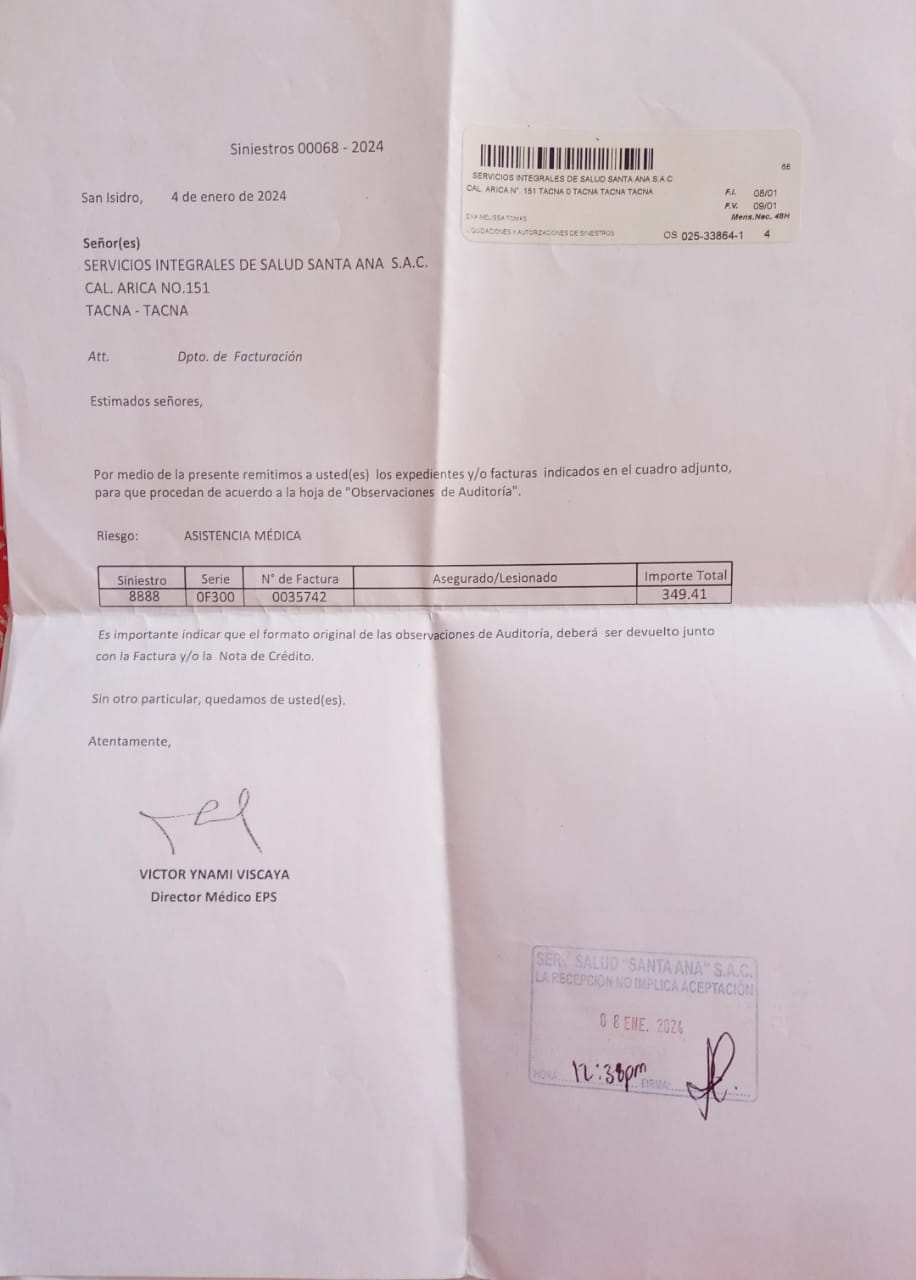 Siniestros 00068 - 2024
San Isidro, 4 de enero de 2024
Señor(es)
SERVICIOS INTEGRALES DE SALUD SANTA ANA S.A.C.
CAL. ARICA NO.151
TACNA - TACNA
Att. Dpto. de Facturación
Estimados señores,
66
SERVICIOS INTEGRALES DE SALUD SANTA ANA S.A.C
CAL. ARICA N°. 151 TACNA 0 TACNA TACNA TACNA
F.I. 08/01
F.V. 09/01
Mens.Nac. 48H
EVA MELISSA TOMAS
LIQUIDACIONES Y AUTORIZACIONES DE SINIESTROS
OS 025-33864-1 4
Por medio de la presente remitimos a usted(es) los expedientes y/o facturas indicados en el cuadro adjunto,
para que procedan de acuerdo a la hoja de "Observaciones de Auditoría".
Riesgo: ASISTENCIA MÉDICA
Siniestro Serie N° de Factura Asegurado/Lesionado Importe Total
8888 0F300 0035742 349.41
Es importante indicar que el formato original de las observaciones de Auditoría, deberá ser devuelto junto
con la Factura y/o la Nota de Crédito.
Sin otro particular, quedamos de usted(es).
Atentamente,
VICTOR YNAMI VISCAYA
Director Médico EPS
SER. SALUD "SANTA ANA" S.A.C.
LA RECEPCIÓN NO IMPLICA ACEPTACIÓN
08 ENE. 2024
HORA: 12:38pm FIRMA: